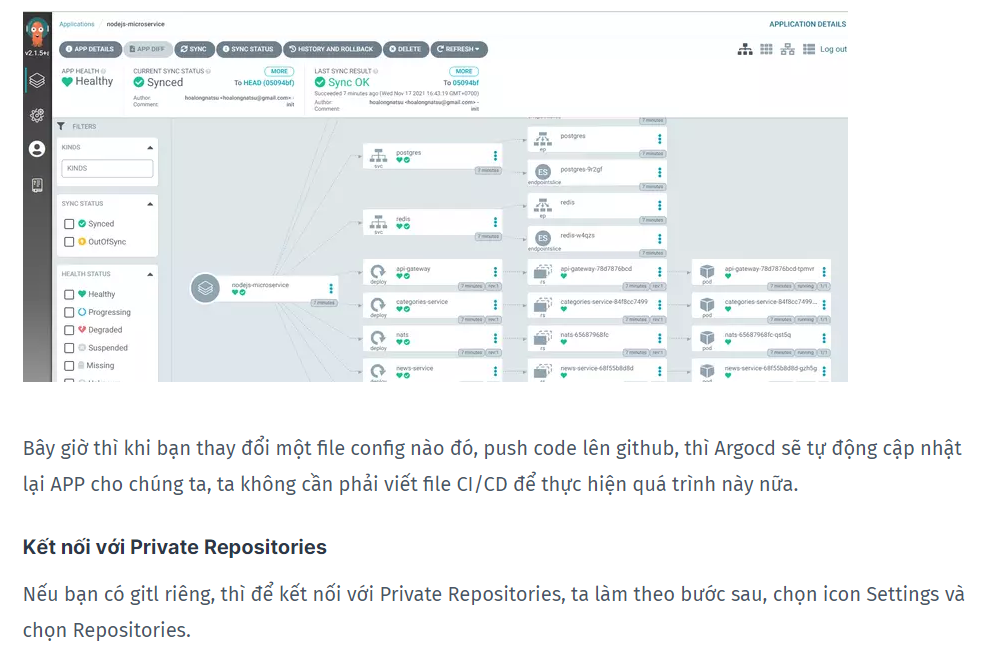 Applications / nodejs-microservice
APPLICATION DETAILS
v2.1.5+
APP DETAILS
APP DIFF
SYNC
SYNC STATUS
HISTORY AND ROLLBACK
DELETE
REFRESH
Log out
APP HEALTH
Healthy
CURRENT SYNC STATUS
MORE
Synced
To HEAD (05094bf)
Author: hoalongnatsu <hoalongnatsu@gmail.com> -
Comment: init
LAST SYNC RESULT
MORE
Sync OK
To 05094bf
Succeeded 7 minutes ago (Wed Nov 17 2021 16:43:19 GMT+0700)
Author: hoalongnatsu <hoalongnatsu@gmail.com> -
Comment: init
FILTERS
KINDS
KINDS
SYNC STATUS
Synced
OutOfSync
HEALTH STATUS
Healthy
Progressing
Degraded
Suspended
Missing
nodejs-microservice
7 minutes
postgres
svc
7 minutes
redis
svc
7 minutes
api-gateway
deploy
7 minutes rev:1
categories-service
deploy
7 minutes rev:1
nats
deploy
7 minutes rev:1
news-service
deploy
7 minutes
postgres
ep
7 minutes
postgres-9r2gf
ES
endpointslice
7 minutes
redis
ep
7 minutes
redis-w4qzs
ES
endpointslice
7 minutes
api-gateway-78d7876bcd
rs
7 minutes rev:1
categories-service-84f8cc7499
rs
7 minutes rev:1
nats-65687968fc
rs
7 minutes rev:1
news-service-68f55b8d8d
rs
api-gateway-78d7876bcd-tpmvr
pod
7 minutes running 1/1
categories-service-84f8cc7499...
pod
7 minutes running 1/1
nats-65687968fc-qst5q
pod
7 minutes running 1/1
news-service-68f55b8d8d-gzh5g
pod
Bây giờ thì khi bạn thay đổi một file config nào đó, push code lên github, thì Argocd sẽ tự động cập nhật
lại APP cho chúng ta, ta không cần phải viết file CI/CD để thực hiện quá trình này nữa.
Kết nối với Private Repositories
Nếu bạn có gitl riêng, thì để kết nối với Private Repositories, ta làm theo bước sau, chọn icon Settings và
chọn Repositories.